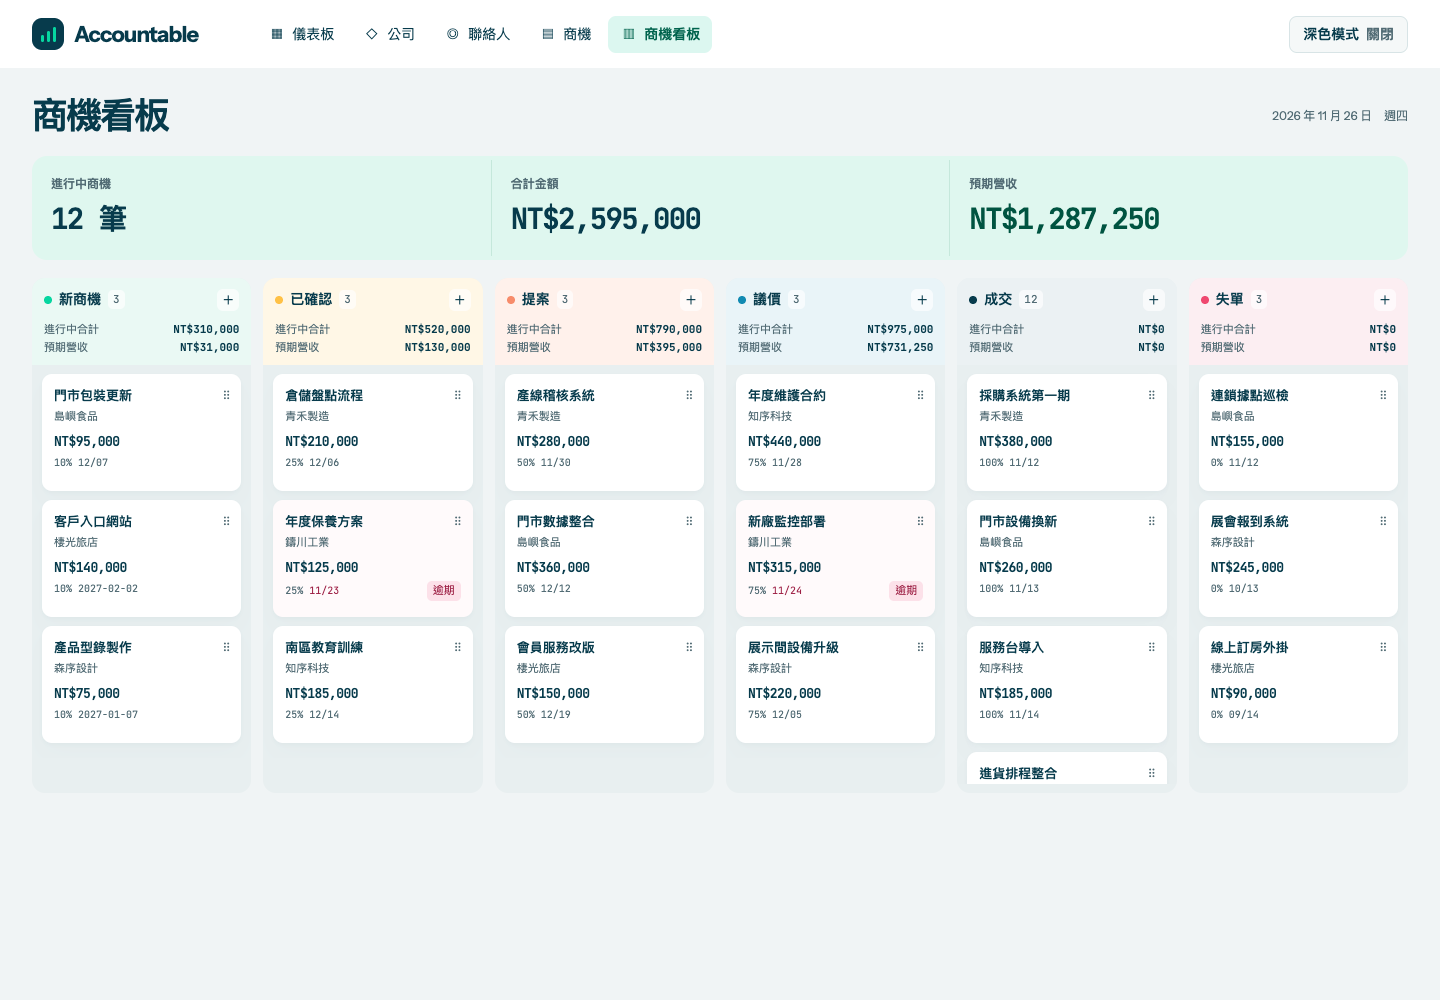 Accountable
儀表板
公司
聯絡人
商機
商機看板
深色模式 關閉
商機看板
2026 年 11 月 26 日 週四
進行中商機
12 筆
合計金額
NT$2,595,000
預期營收
NT$1,287,250
新商機 3 +
進行中合計 NT$310,000
預期營收 NT$31,000
門市包裝更新
島嶼食品
NT$95,000
10% 12/07
客戶入口網站
棲光旅店
NT$140,000
10% 2027-02-02
產品型錄製作
森序設計
NT$75,000
10% 2027-01-07
已確認 3 +
進行中合計 NT$520,000
預期營收 NT$130,000
倉儲盤點流程
青禾製造
NT$210,000
25% 12/06
年度保養方案
鑄川工業
NT$125,000
25% 11/23 逾期
南區教育訓練
知序科技
NT$185,000
25% 12/14
提案 3 +
進行中合計 NT$790,000
預期營收 NT$395,000
產線稽核系統
青禾製造
NT$280,000
50% 11/30
門市數據整合
島嶼食品
NT$360,000
50% 12/12
會員服務改版
棲光旅店
NT$150,000
50% 12/19
議價 3 +
進行中合計 NT$975,000
預期營收 NT$731,250
年度維護合約
知序科技
NT$440,000
75% 11/28
新廠監控部署
鑄川工業
NT$315,000
75% 11/24 逾期
展示間設備升級
森序設計
NT$220,000
75% 12/05
成交 12 +
進行中合計 NT$0
預期營收 NT$0
採購系統第一期
青禾製造
NT$380,000
100% 11/12
門市設備換新
島嶼食品
NT$260,000
100% 11/13
服務台導入
知序科技
NT$185,000
100% 11/14
進貨排程整合
失單 3 +
進行中合計 NT$0
預期營收 NT$0
連鎖據點巡檢
島嶼食品
NT$155,000
0% 11/12
展會報到系統
森序設計
NT$245,000
0% 10/13
線上訂房外掛
棲光旅店
NT$90,000
0% 09/14